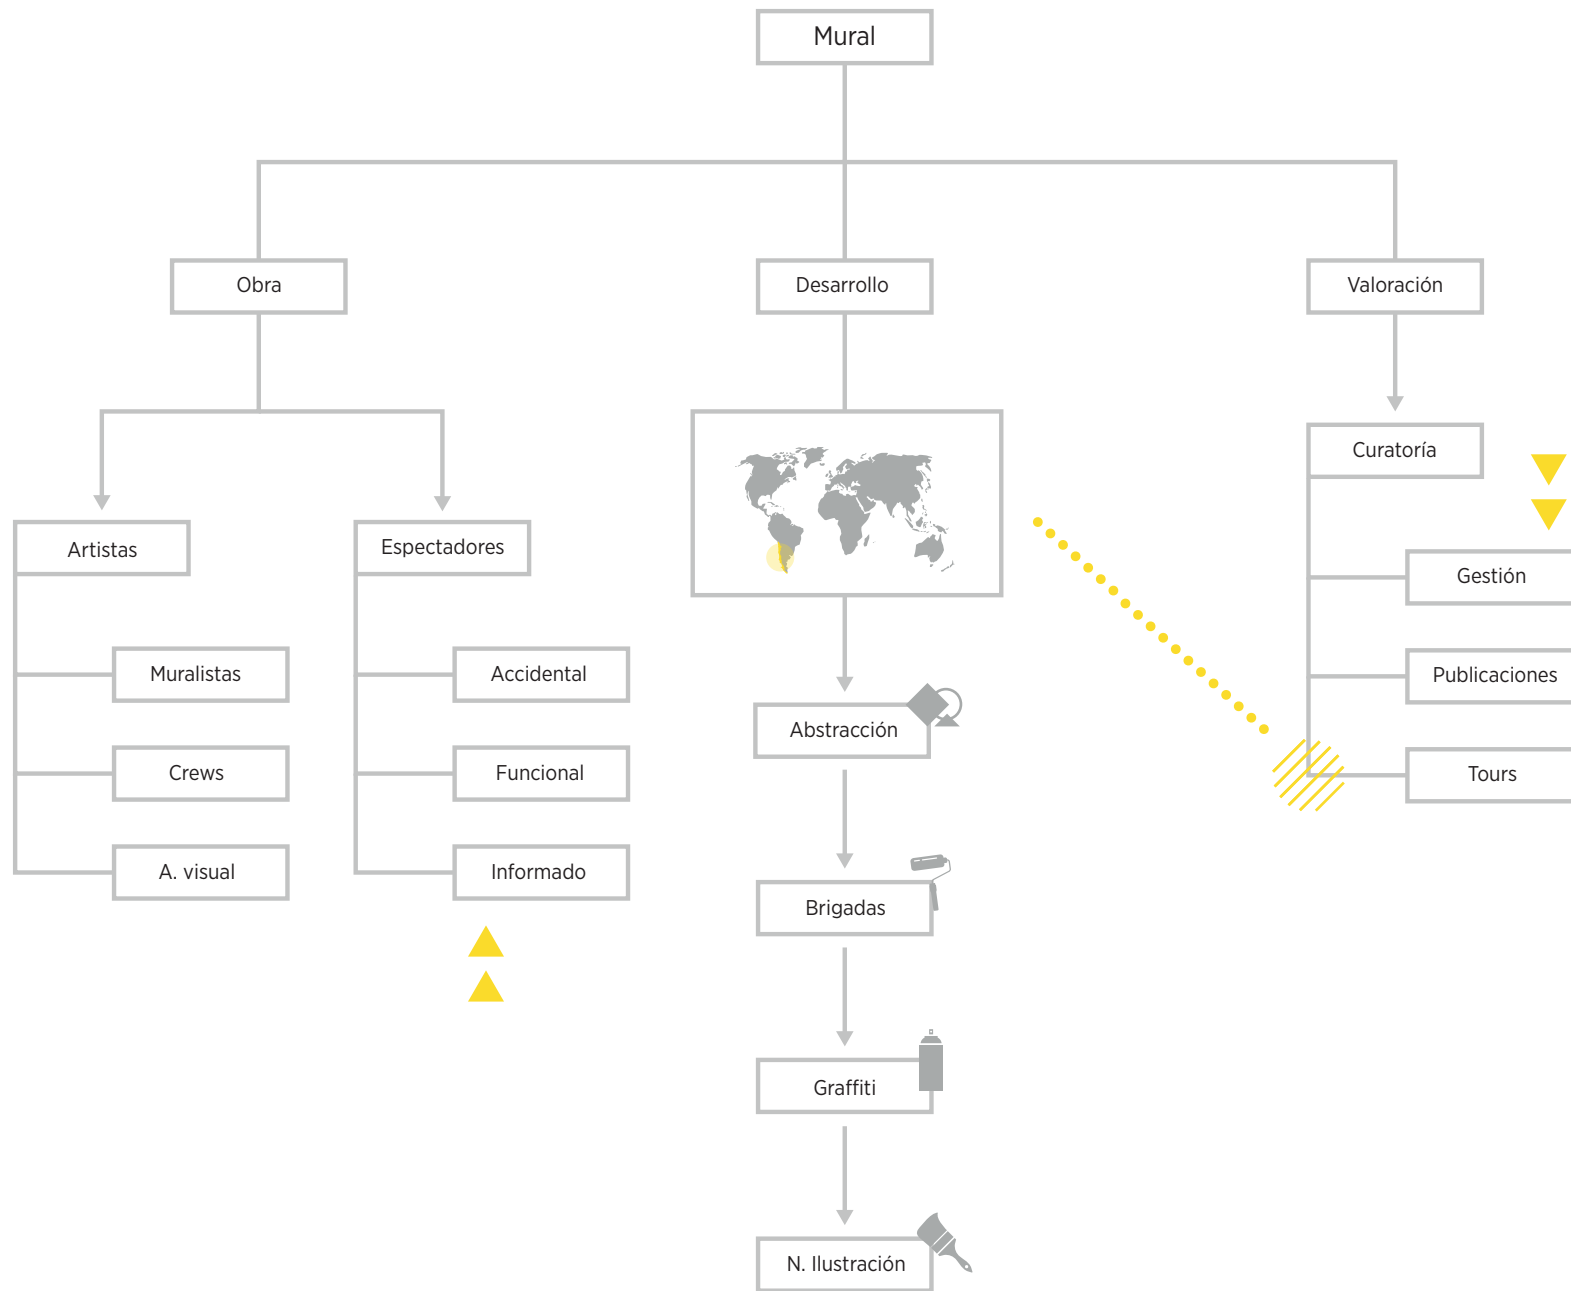 Mural
Obra
Desarrollo
Valoración
Curatoría
Artistas
Espectadores
Gestión
Muralistas
Accidental
Publicaciones
Abstracción
Crews
Funcional
Tours
A. visual
Informado
Brigadas
Graffiti
N. Ilustración